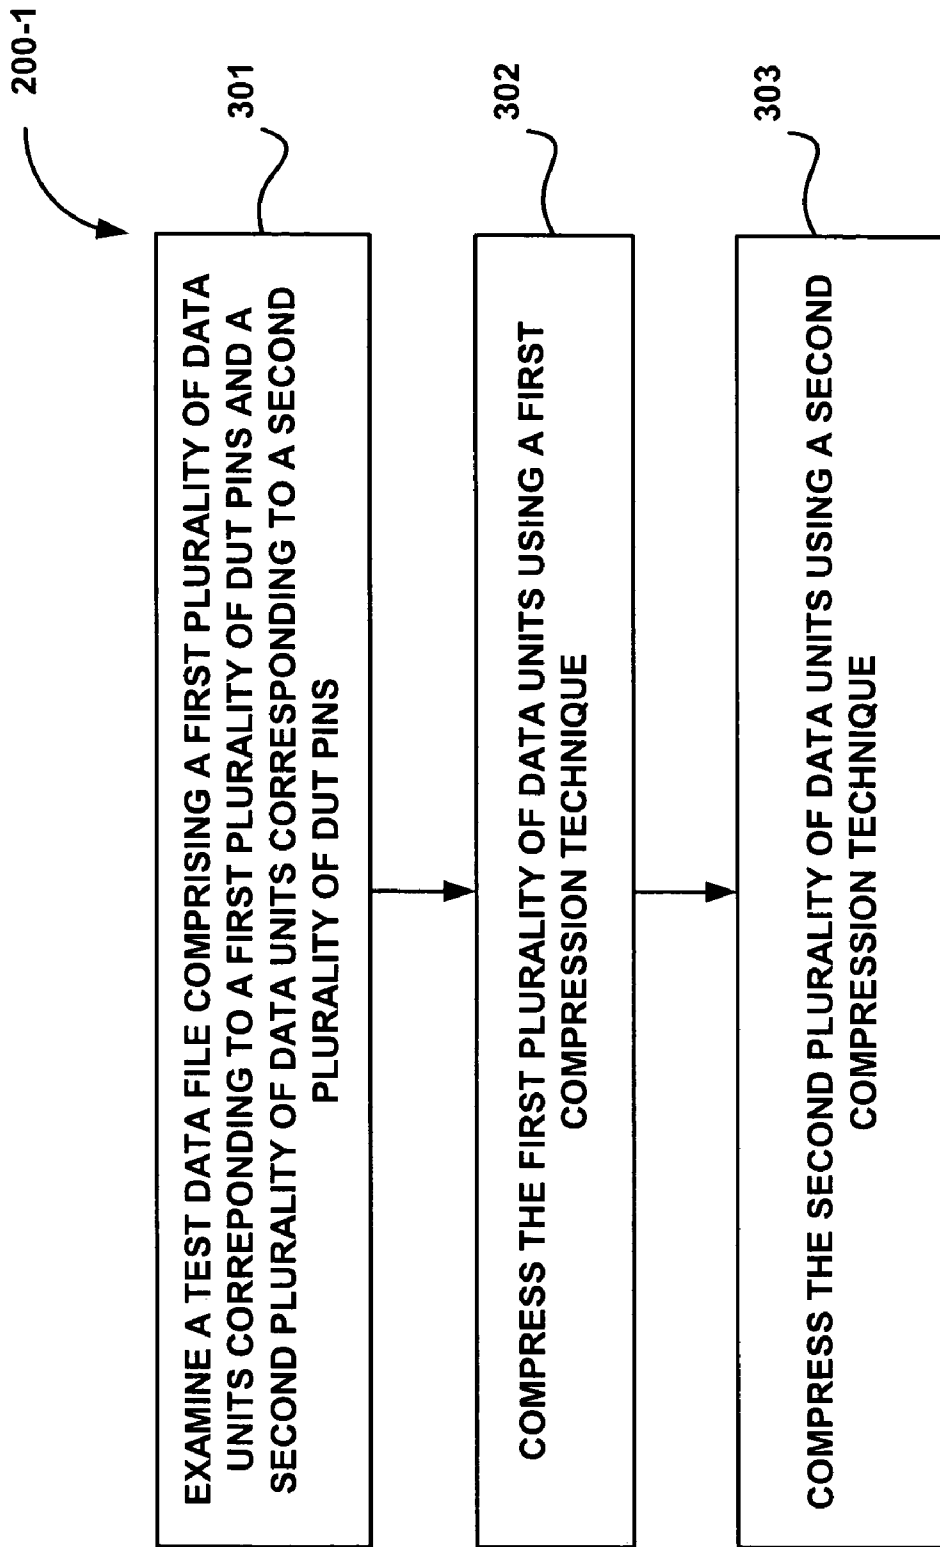 200-1
301
EXAMINE A TEST DATA FILE COMPRISING A FIRST PLURALITY OF DATA
UNITS CORREPONDING TO A FIRST PLURALITY OF DUT PINS AND A
SECOND PLURALITY OF DATA UNITS CORRESPONDING TO A SECOND
PLURALITY OF DUT PINS
302
COMPRESS THE FIRST PLURALITY OF DATA UNITS USING A FIRST
COMPRESSION TECHNIQUE
303
COMPRESS THE SECOND PLURALITY OF DATA UNITS USING A SECOND
COMPRESSION TECHNIQUE